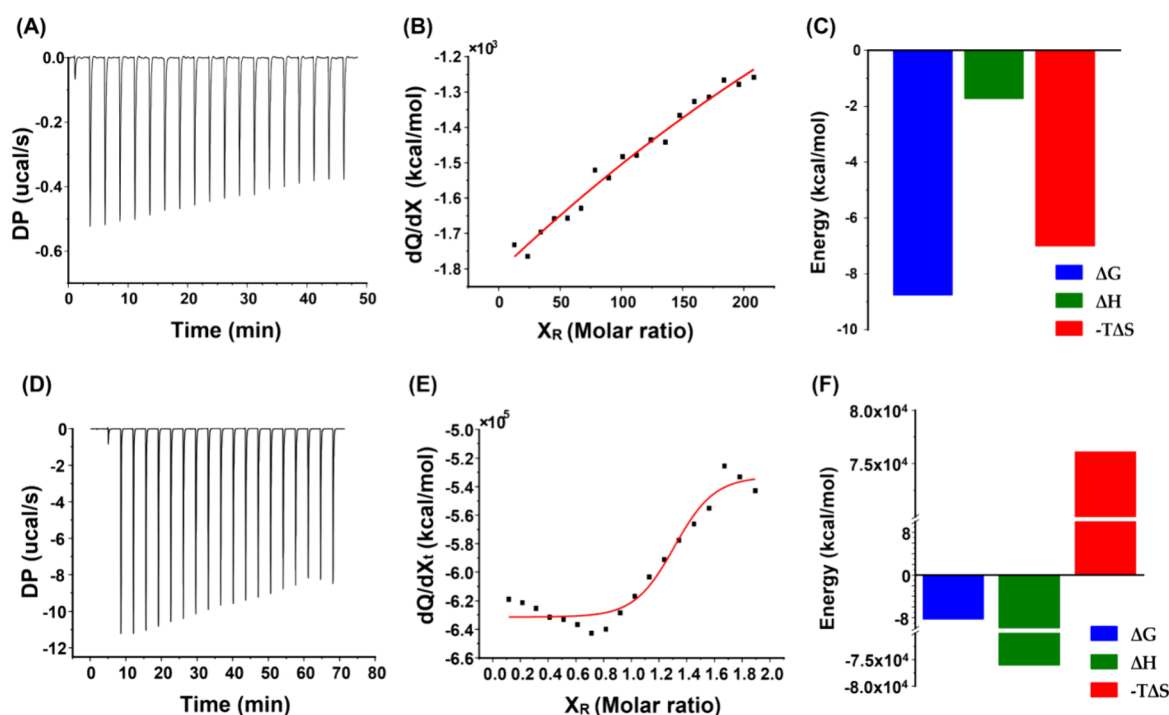 (A)
0.0
-0.2
-0.4
-0.6
DP (ucal/s)
0 10 20 30 40 50
Time (min)
(B)
×10³
-1.2
-1.3
-1.4
-1.5
-1.6
-1.7
-1.8
dQ/dX (kcal/mol)
0 50 100 150 200
X_R (Molar ratio)
(C)
0
-2
-4
-6
-8
-10
Energy (kcal/mol)
ΔG
ΔH
-TΔS
(D)
0
-2
-4
-6
-8
-10
-12
DP (ucal/s)
0 10 20 30 40 50 60 70 80
Time (min)
(E)
×10⁵
-5.0
-5.2
-5.4
-5.6
-5.8
-6.0
-6.2
-6.4
-6.6
dQ/dXt (kcal/mol)
0.0 0.2 0.4 0.6 0.8 1.0 1.2 1.4 1.6 1.8 2.0
X_R (Molar ratio)
(F)
8.0x10⁴
7.5x10⁴
8
0
-8
-7.5x10⁴
-8.0x10⁴
Energy (kcal/mol)
ΔG
ΔH
-TΔS